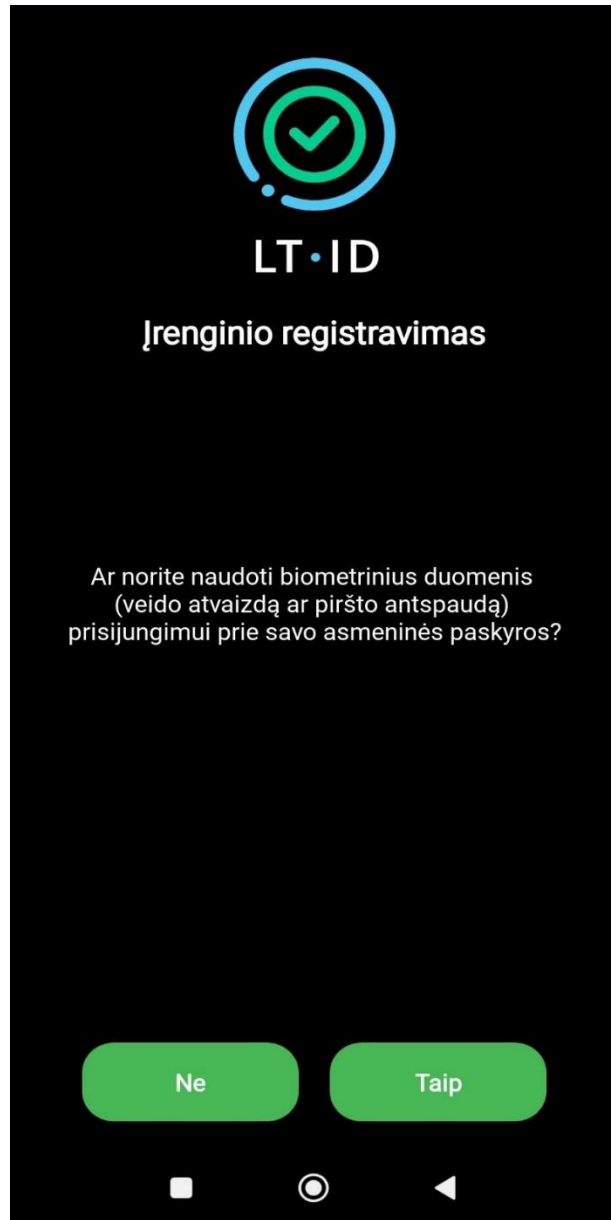 LT·ID
Įrenginio registravimas
Ar norite naudoti biometrinius duomenis
(veido atvaizdą ar piršto antspaudą)
prisijungimui prie savo asmeninės paskyros?
Ne
Taip